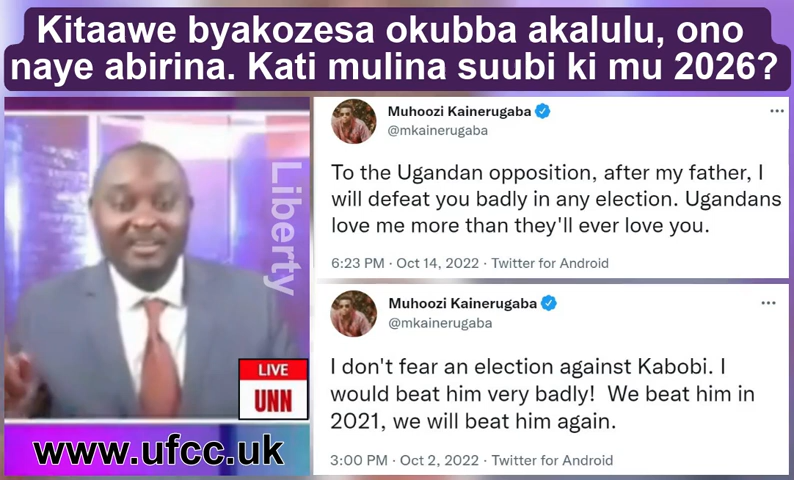 Kitaawe byakozesa okubba akalulu, ono
naye abirina. Kati mulina suubi ki mu 2026?
Liberty
LIVE
UNN
www.ufcc.uk
Muhoozi Kainerugaba
@mkainerugaba
To the Ugandan opposition, after my father, I
will defeat you badly in any election. Ugandans
love me more than they'll ever love you.
6:23 PM · Oct 14, 2022 · Twitter for Android
Muhoozi Kainerugaba
@mkainerugaba
I don't fear an election against Kabobi. I
would beat him very badly! We beat him in
2021, we will beat him again.
3:00 PM · Oct 2, 2022 · Twitter for Android